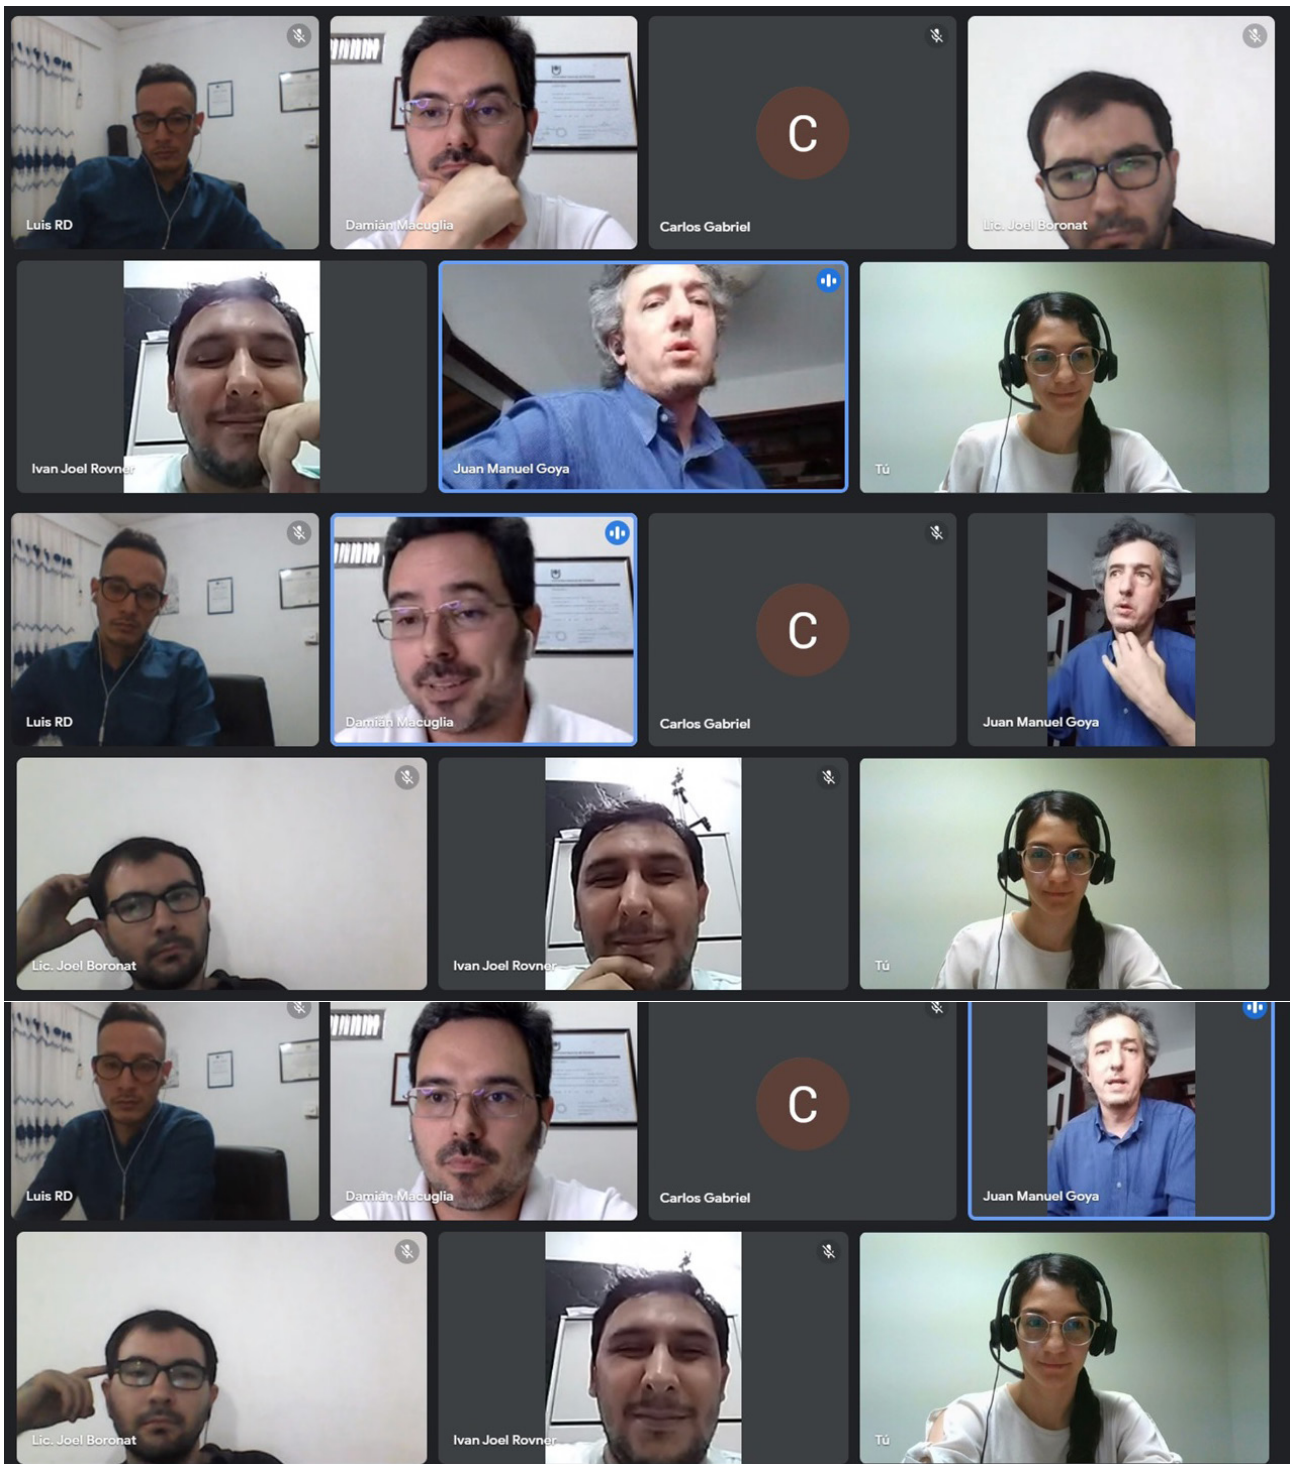 Luis RD
Damián Macuglia
C
Carlos Gabriel
Lic. Joel Boronat
Ivan Joel Rovner
Juan Manuel Goya
Tú
Luis RD
Damián Macuglia
C
Carlos Gabriel
Juan Manuel Goya
Lic. Joel Boronat
Ivan Joel Rovner
Tú
Luis RD
Damián Macuglia
C
Carlos Gabriel
Juan Manuel Goya
Lic. Joel Boronat
Ivan Joel Rovner
Tú